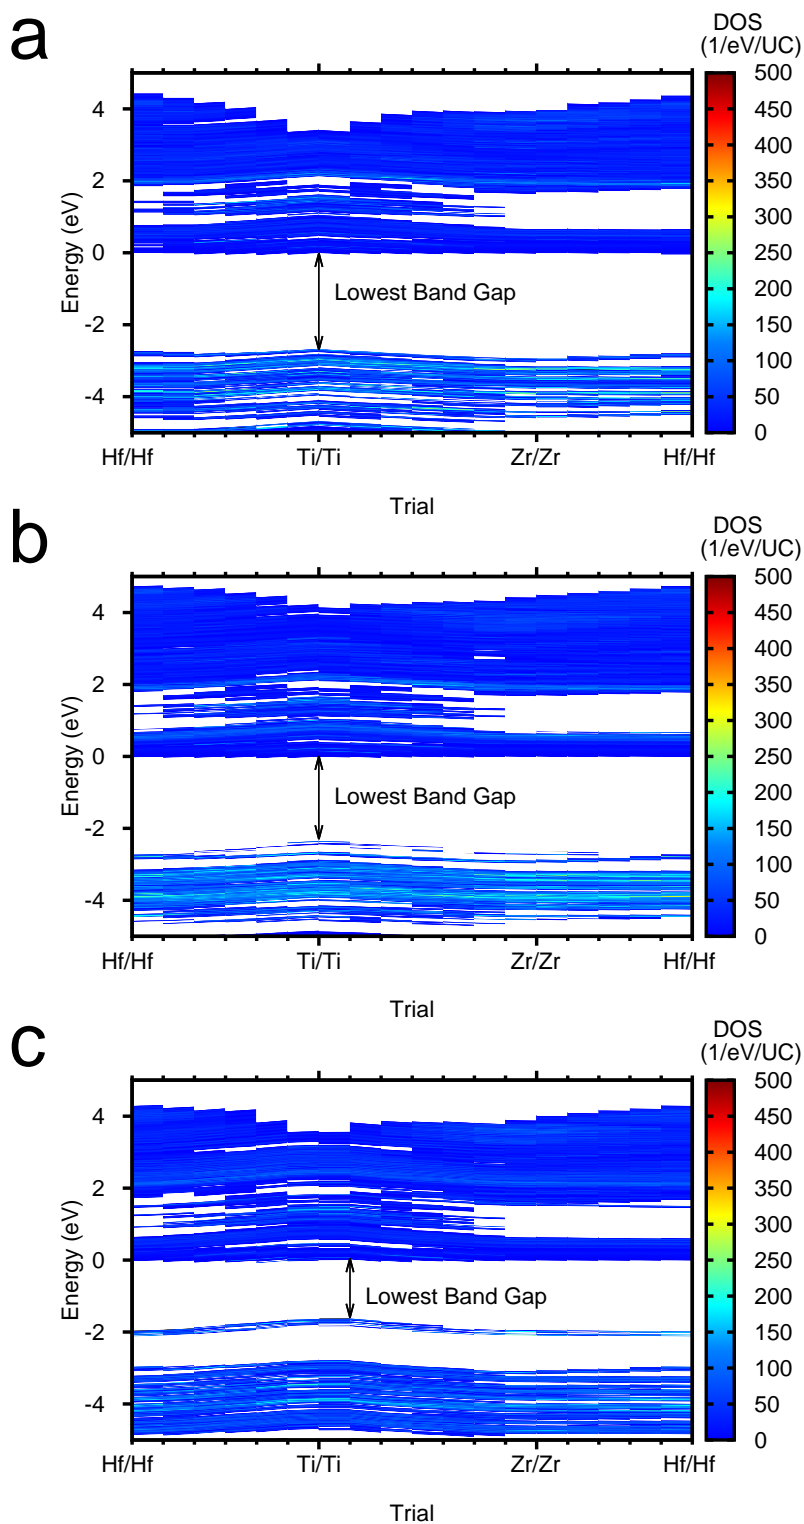 a
DOS
(1/eV/UC)
500
450
400
350
300
250
200
150
100
50
0
4
2
0
-2
-4
Energy (eV)
Lowest Band Gap
Hf/Hf
Ti/Ti
Zr/Zr
Hf/Hf
Trial
b
DOS
(1/eV/UC)
500
450
400
350
300
250
200
150
100
50
0
4
2
0
-2
-4
Energy (eV)
Lowest Band Gap
Hf/Hf
Ti/Ti
Zr/Zr
Hf/Hf
Trial
c
DOS
(1/eV/UC)
500
450
400
350
300
250
200
150
100
50
0
4
2
0
-2
-4
Energy (eV)
Lowest Band Gap
Hf/Hf
Ti/Ti
Zr/Zr
Hf/Hf
Trial